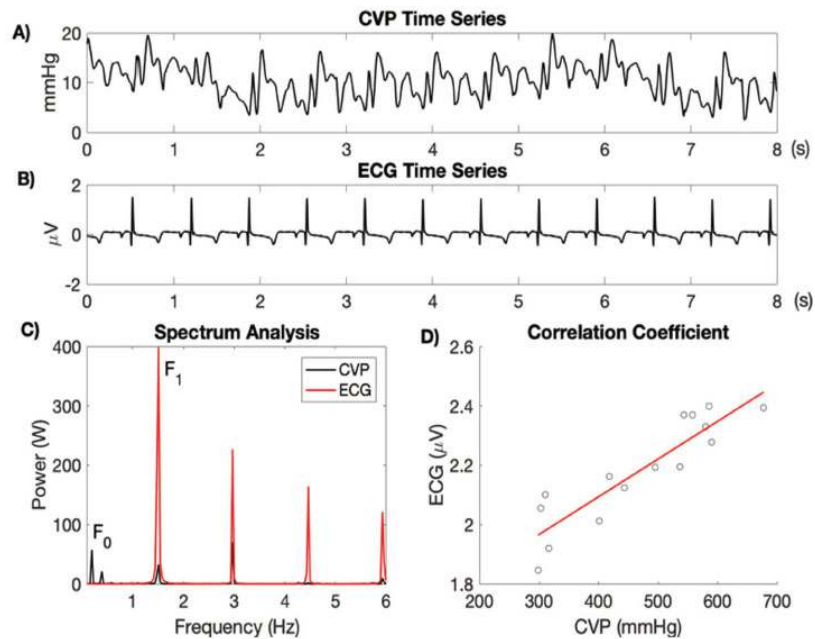 A)
CVP Time Series
mmHg
20
10
0
0 1 2 3 4 5 6 7 8 (s)
B)
ECG Time Series
μV
2
0
-2
0 1 2 3 4 5 6 7 8 (s)
C)
Spectrum Analysis
Power (W)
400
300
200
100
0
F1
F0
CVP
ECG
1 2 3 4 5 6
Frequency (Hz)
D)
Correlation Coefficient
ECG (μV)
2.6
2.4
2.2
2
1.8
200 300 400 500 600 700
CVP (mmHg)